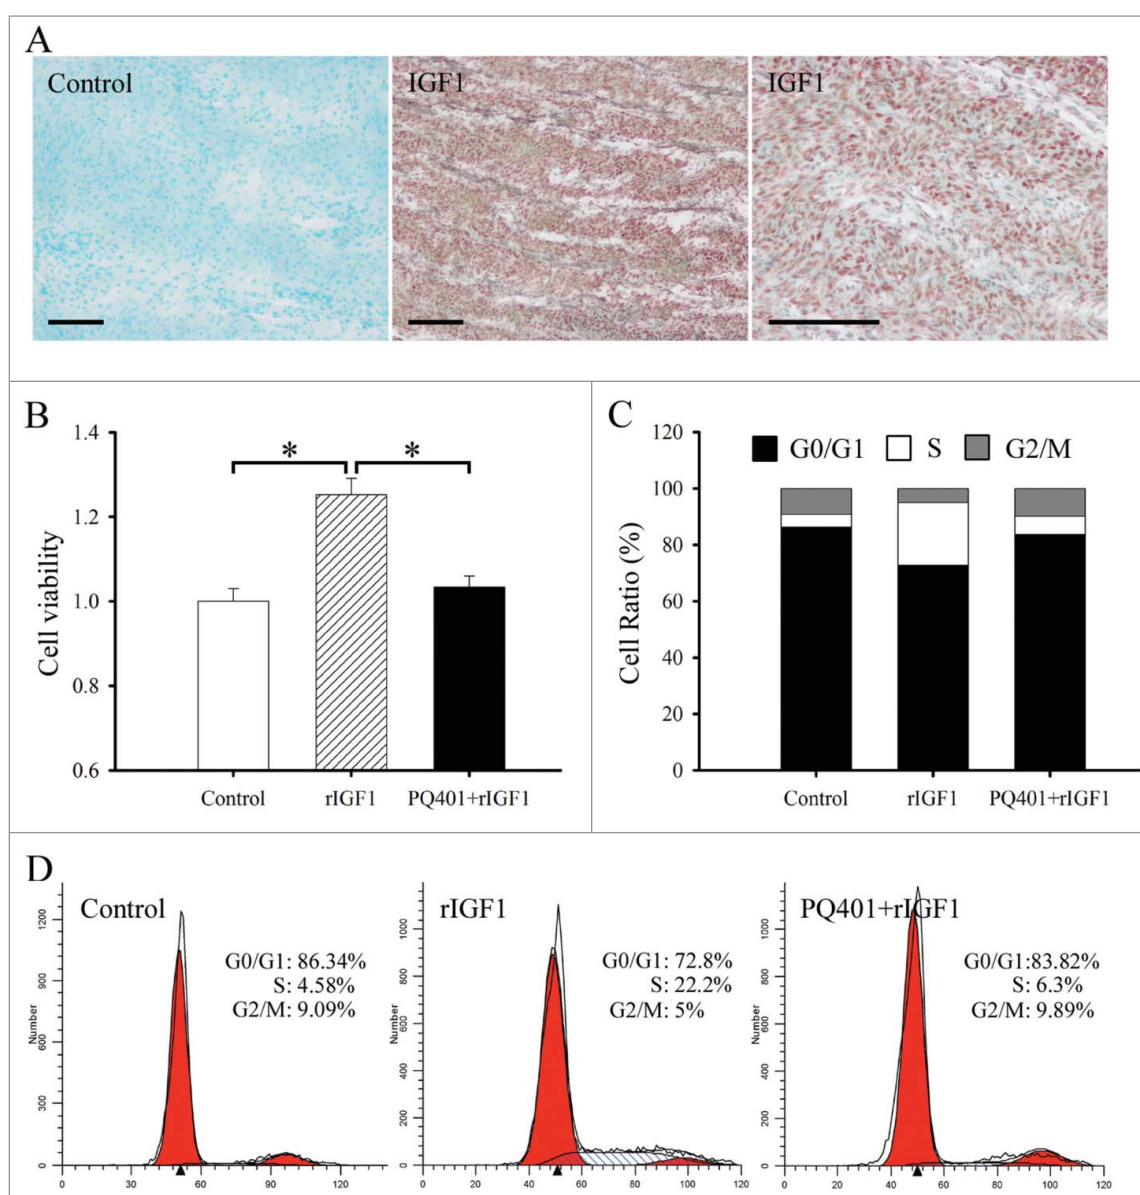 A
Control
IGF1
IGF1
B
1.4
1.2
1.0
0.8
0.6
Cell viability
*
*
Control
rIGF1
PQ401+rIGF1
C
120
100
80
60
40
20
0
Cell Ratio (%)
G0/G1
S
G2/M
Control
rIGF1
PQ401+rIGF1
D
Control
G0/G1: 86.34%
S: 4.58%
G2/M: 9.09%
Number
1200
900
600
300
0
0 30 60 90 120
rIGF1
G0/G1: 72.8%
S: 22.2%
G2/M: 5%
Number
1000
800
600
400
200
0
0 20 40 60 80 100 120
PQ401+rIGF1
G0/G1:83.82%
S: 6.3%
G2/M: 9.89%
Number
1000
800
600
400
200
0
0 20 40 60 80 100 120